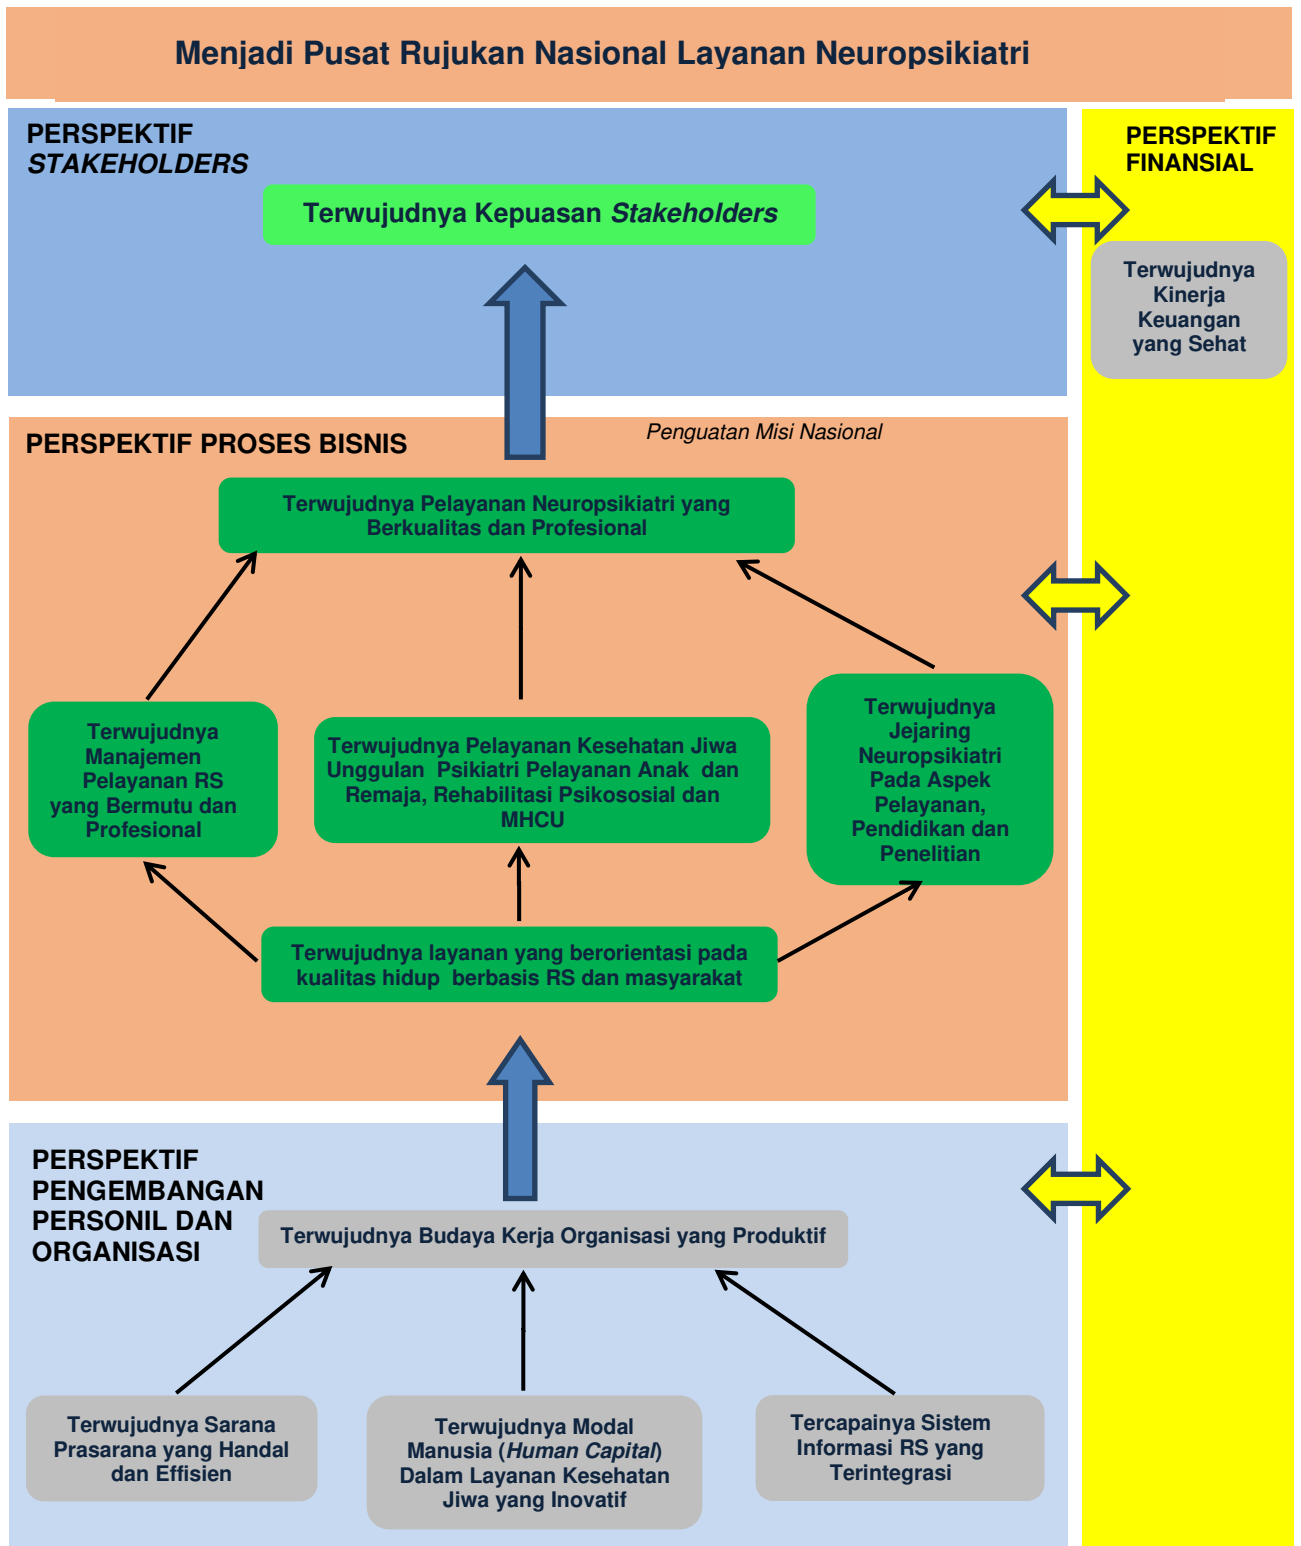 Menjadi Pusat Rujukan Nasional Layanan Neuropsikiatri
PERSPEKTIF
STAKEHOLDERS
Terwujudnya Kepuasan Stakeholders
PERSPEKTIF
FINANSIAL
Terwujudnya
Kinerja
Keuangan
yang Sehat
PERSPEKTIF PROSES BISNIS
Penguatan Misi Nasional
Terwujudnya Pelayanan Neuropsikiatri yang
Berkualitas dan Profesional
Terwujudnya
Manajemen
Pelayanan RS
yang Bermutu dan
Profesional
Terwujudnya Pelayanan Kesehatan Jiwa
Unggulan Psikiatri Pelayanan Anak dan
Remaja, Rehabilitasi Psikososial dan
MHCU
Terwujudnya
Jejaring
Neuropsikiatri
Pada Aspek
Pelayanan,
Pendidikan dan
Penelitian
Terwujudnya layanan yang berorientasi pada
kualitas hidup berbasis RS dan masyarakat
PERSPEKTIF
PENGEMBANGAN
PERSONIL DAN
ORGANISASI
Terwujudnya Budaya Kerja Organisasi yang Produktif
Terwujudnya Sarana
Prasarana yang Handal
dan Effisien
Terwujudnya Modal
Manusia (Human Capital)
Dalam Layanan Kesehatan
Jiwa yang Inovatif
Tercapainya Sistem
Informasi RS yang
Terintegrasi